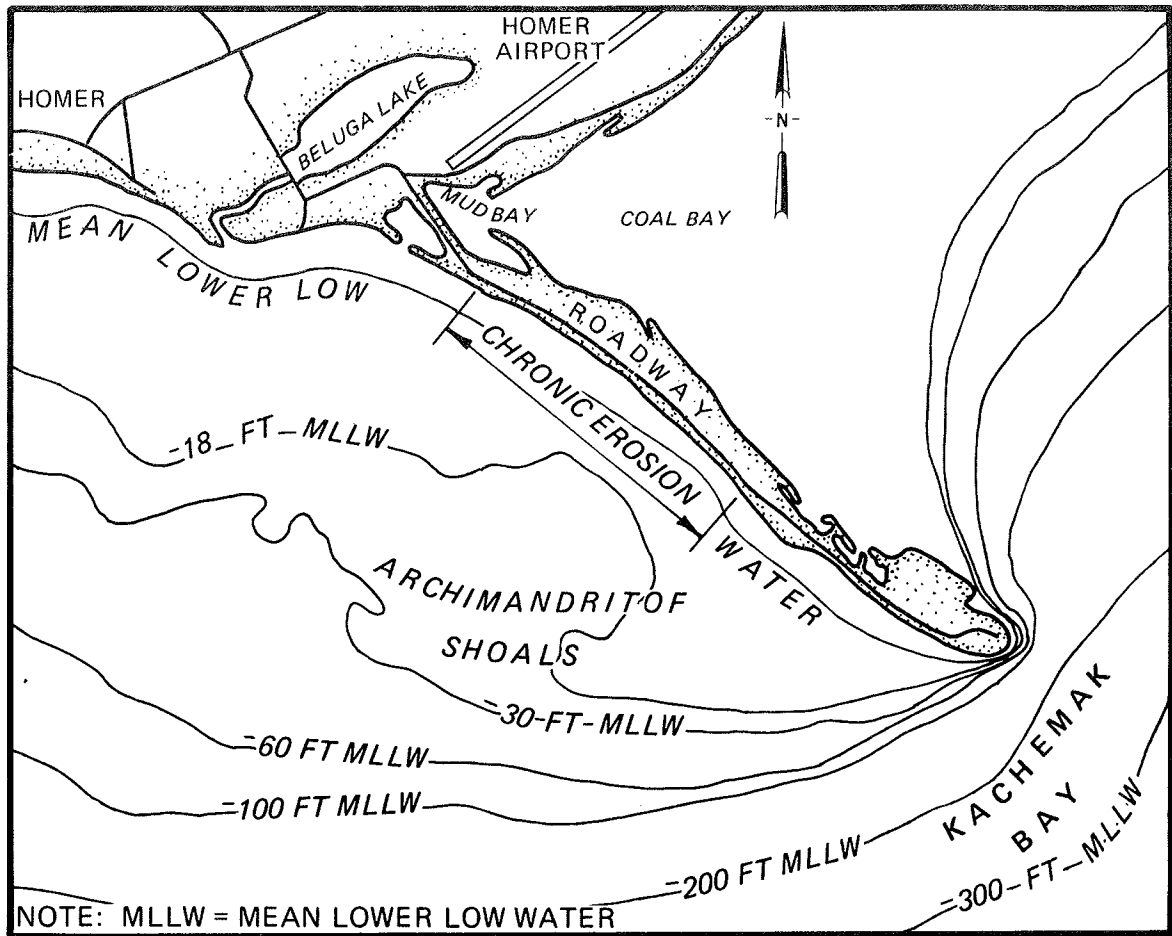 HOMER
AIRPORT
HOMER
BELUGA LAKE
-N-
MUD BAY
COAL BAY
MEAN LOWER LOW WATER
ROADWAY
CHRONIC EROSION
-18 FT MLLW
ARCHIMANDRITOF
SHOALS
-30-FT-MLLW
-60 FT MLLW
-100 FT MLLW
KACHEMAK
BAY
-200 FT MLLW
-300-FT-M.L.L.W
NOTE: MLLW = MEAN LOWER LOW WATER